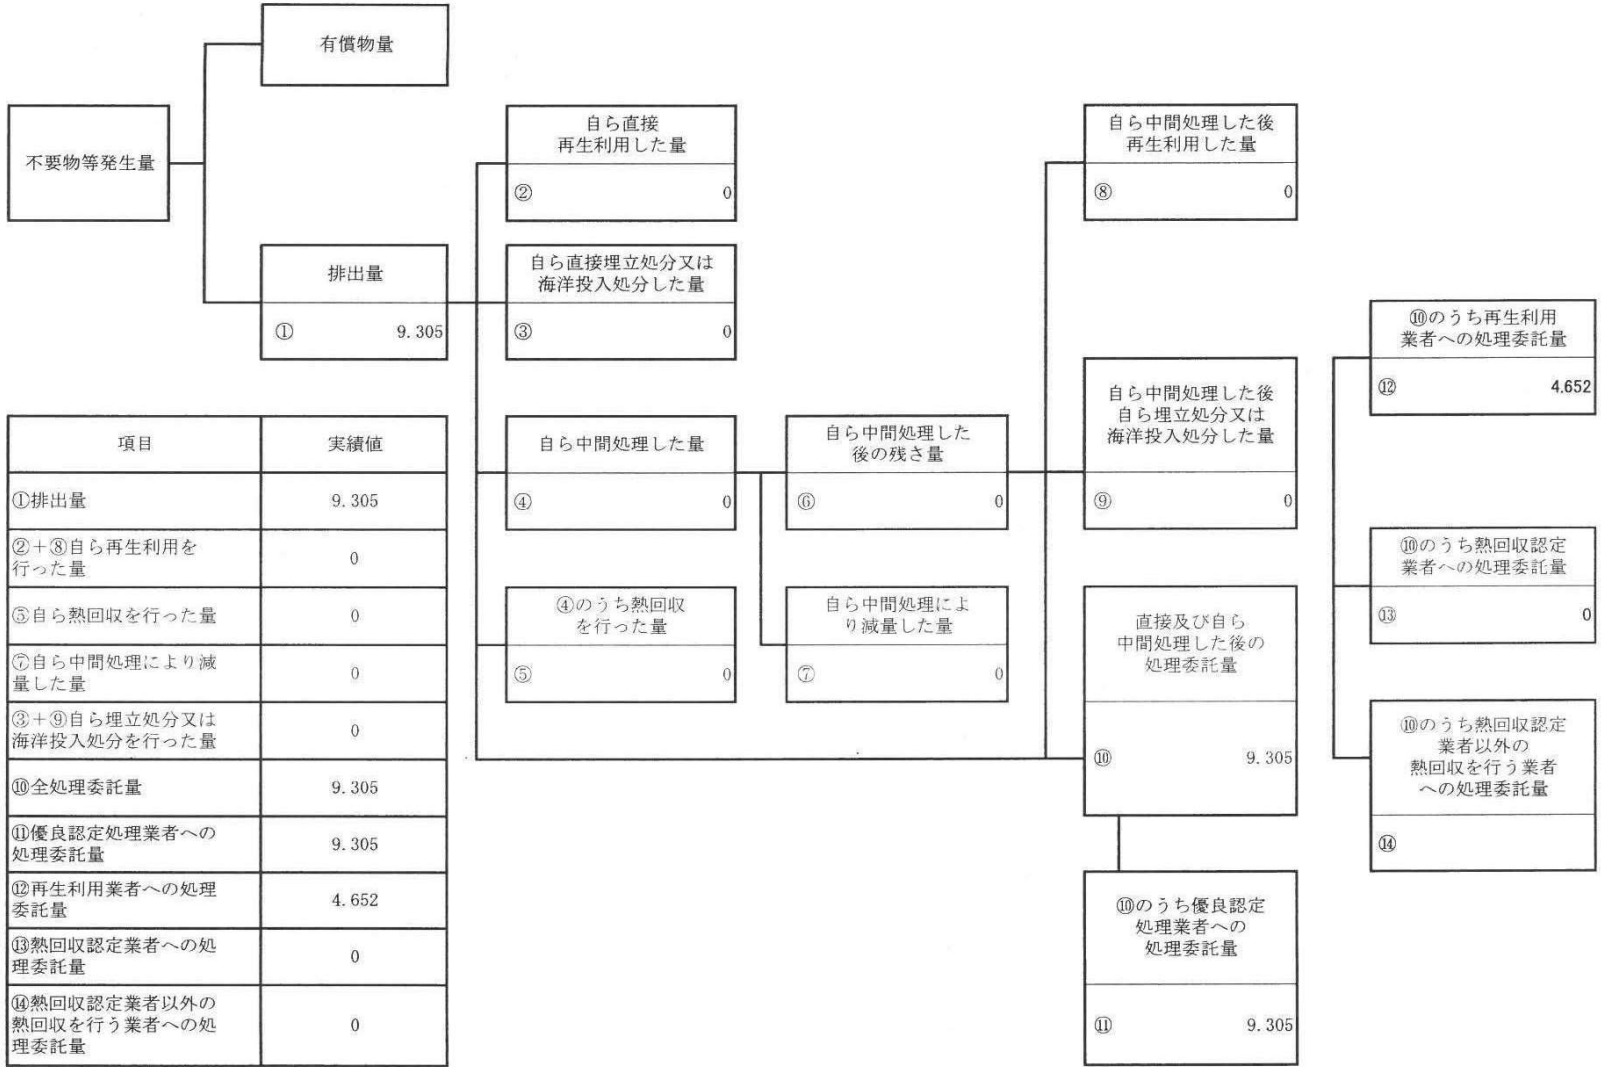 有償物量
不要物等発生量
排出量
① 9.305
自ら直接
再生利用した量
② 0
自ら直接埋立処分又は
海洋投入処分した量
③ 0
自ら中間処理した量
④ 0
④のうち熱回収
を行った量
⑤ 0
自ら中間処理した
後の残さ量
⑥ 0
自ら中間処理によ
り減量した量
⑦ 0
自ら中間処理した後
再生利用した量
⑧ 0
自ら中間処理した後
自ら埋立処分又は
海洋投入処分した量
⑨ 0
直接及び自ら
中間処理した後の
処理委託量
⑩ 9.305
⑩のうち優良認定
処理業者への
処理委託量
⑪ 9.305
⑩のうち再生利用
業者への処理委託量
⑫ 4.652
⑩のうち熱回収認定
業者への処理委託量
⑬ 0
⑩のうち熱回収認定
業者以外の
熱回収を行う業者
への処理委託量
⑭
項目 実績値
①排出量 9.305
②+⑧自ら再生利用を
行った量 0
⑤自ら熱回収を行った量 0
⑦自ら中間処理により減
量した量 0
③+⑨自ら埋立処分又は
海洋投入処分を行った量 0
⑩全処理委託量 9.305
⑪優良認定処理業者への
処理委託量 9.305
⑫再生利用業者への処理
委託量 4.652
⑬熱回収認定業者への処
理委託量 0
⑭熱回収認定業者以外の
熱回収を行う業者への処
理委託量 0